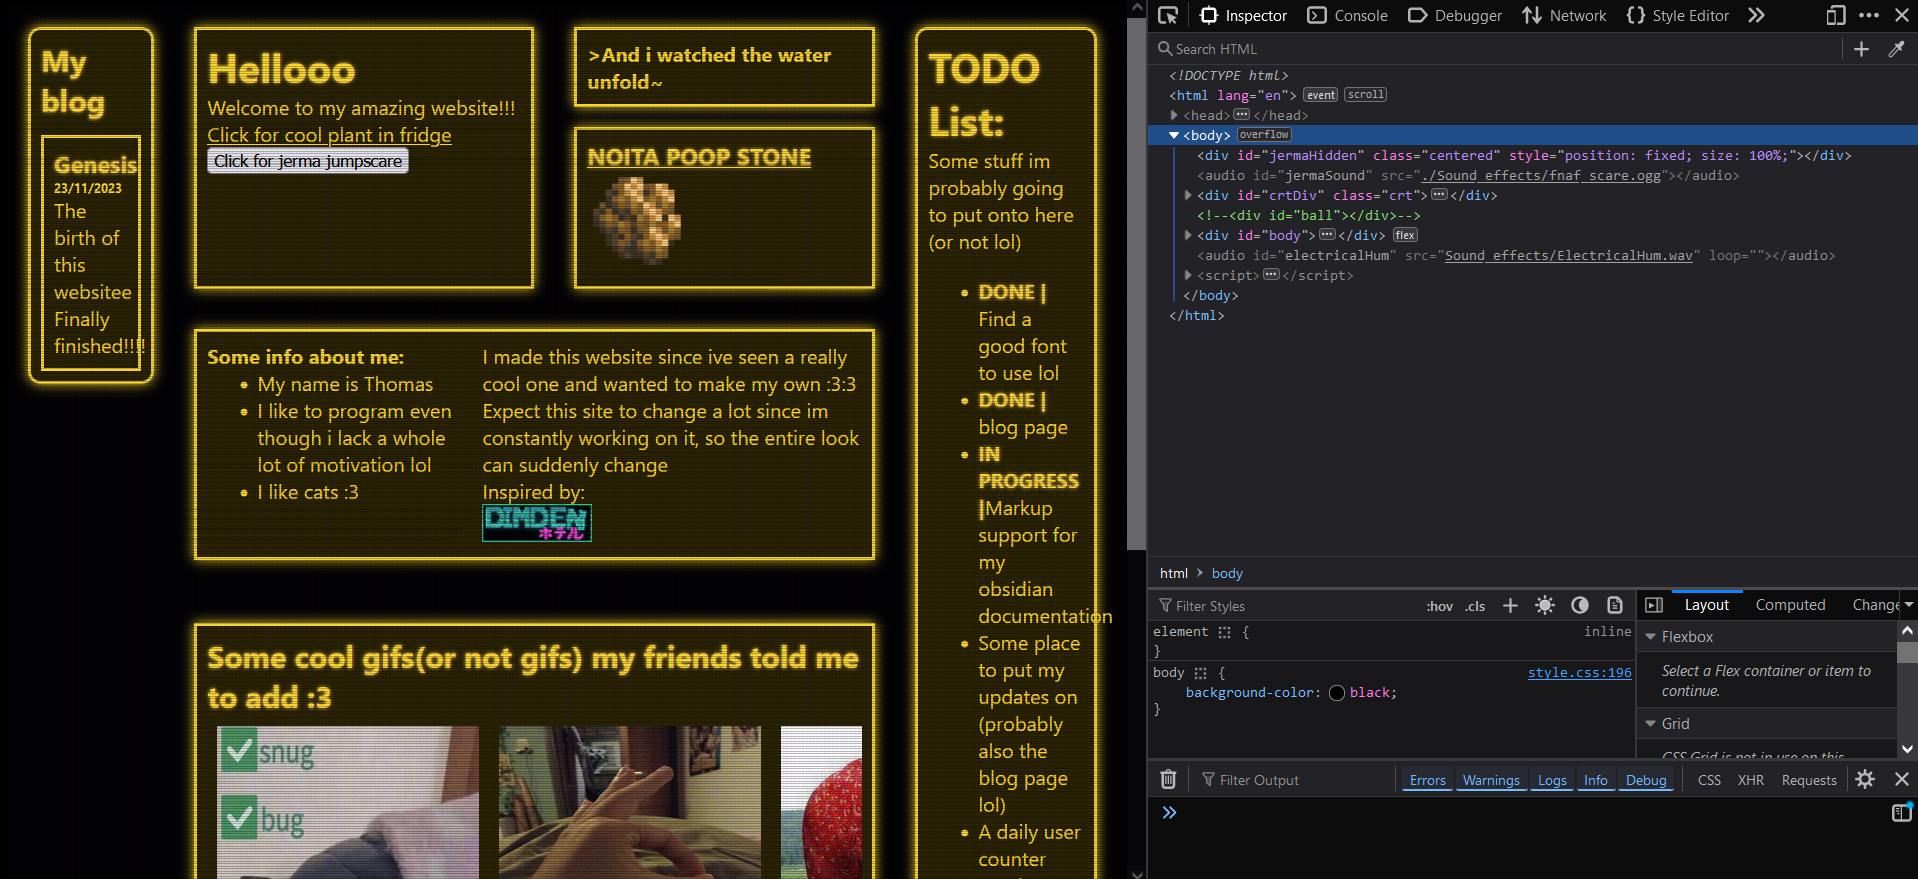 My
blog
Genesis
23/11/2023
The
birth of
this
websitee
Finally
finished!!!!
Hellooo
Welcome to my amazing website!!!
Click for cool plant in fridge
Click for jerma jumpscare
>And i watched the water
unfold~
NOITA POOP STONE
Some info about me:
• My name is Thomas
• I like to program even
though i lack a whole
lot of motivation lol
• I like cats :3
I made this website since ive seen a really
cool one and wanted to make my own :3:3
Expect this site to change a lot since im
constantly working on it, so the entire look
can suddenly change
Inspired by:
DIMDEN
ホテル
Some cool gifs(or not gifs) my friends told me
to add :3
snug
bug
TODO
List:
Some stuff im
probably going
to put onto here
(or not lol)
• DONE |
Find a
good font
to use lol
• DONE |
blog page
• IN
PROGRESS
|Markup
support for
my
obsidian
documentation
• Some place
to put my
updates on
(probably
also the
blog page
lol)
• A daily user
counter
Inspector Console Debugger Network Style Editor
Search HTML
<!DOCTYPE html>
<html lang="en"> event scroll
<head> ··· </head>
<body> overflow
<div id="jermaHidden" class="centered" style="position: fixed; size: 100%;"></div>
<audio id="jermaSound" src="./Sound_effects/fnaf_scare.ogg"></audio>
<div id="crtDiv" class="crt"> ··· </div>
<!--<div id="ball"></div>-->
<div id="body"> ··· </div> flex
<audio id="electricalHum" src="Sound_effects/ElectricalHum.wav" loop=""></audio>
<script> ··· </script>
</body>
</html>
html > body
Filter Styles :hov .cls +
element { inline
}
body { style.css:196
background-color: black;
}
Layout Computed Change
Flexbox
Select a Flex container or item to
continue.
Grid
CSS Grid is not in use on this
Filter Output Errors Warnings Logs Info Debug CSS XHR Requests
»